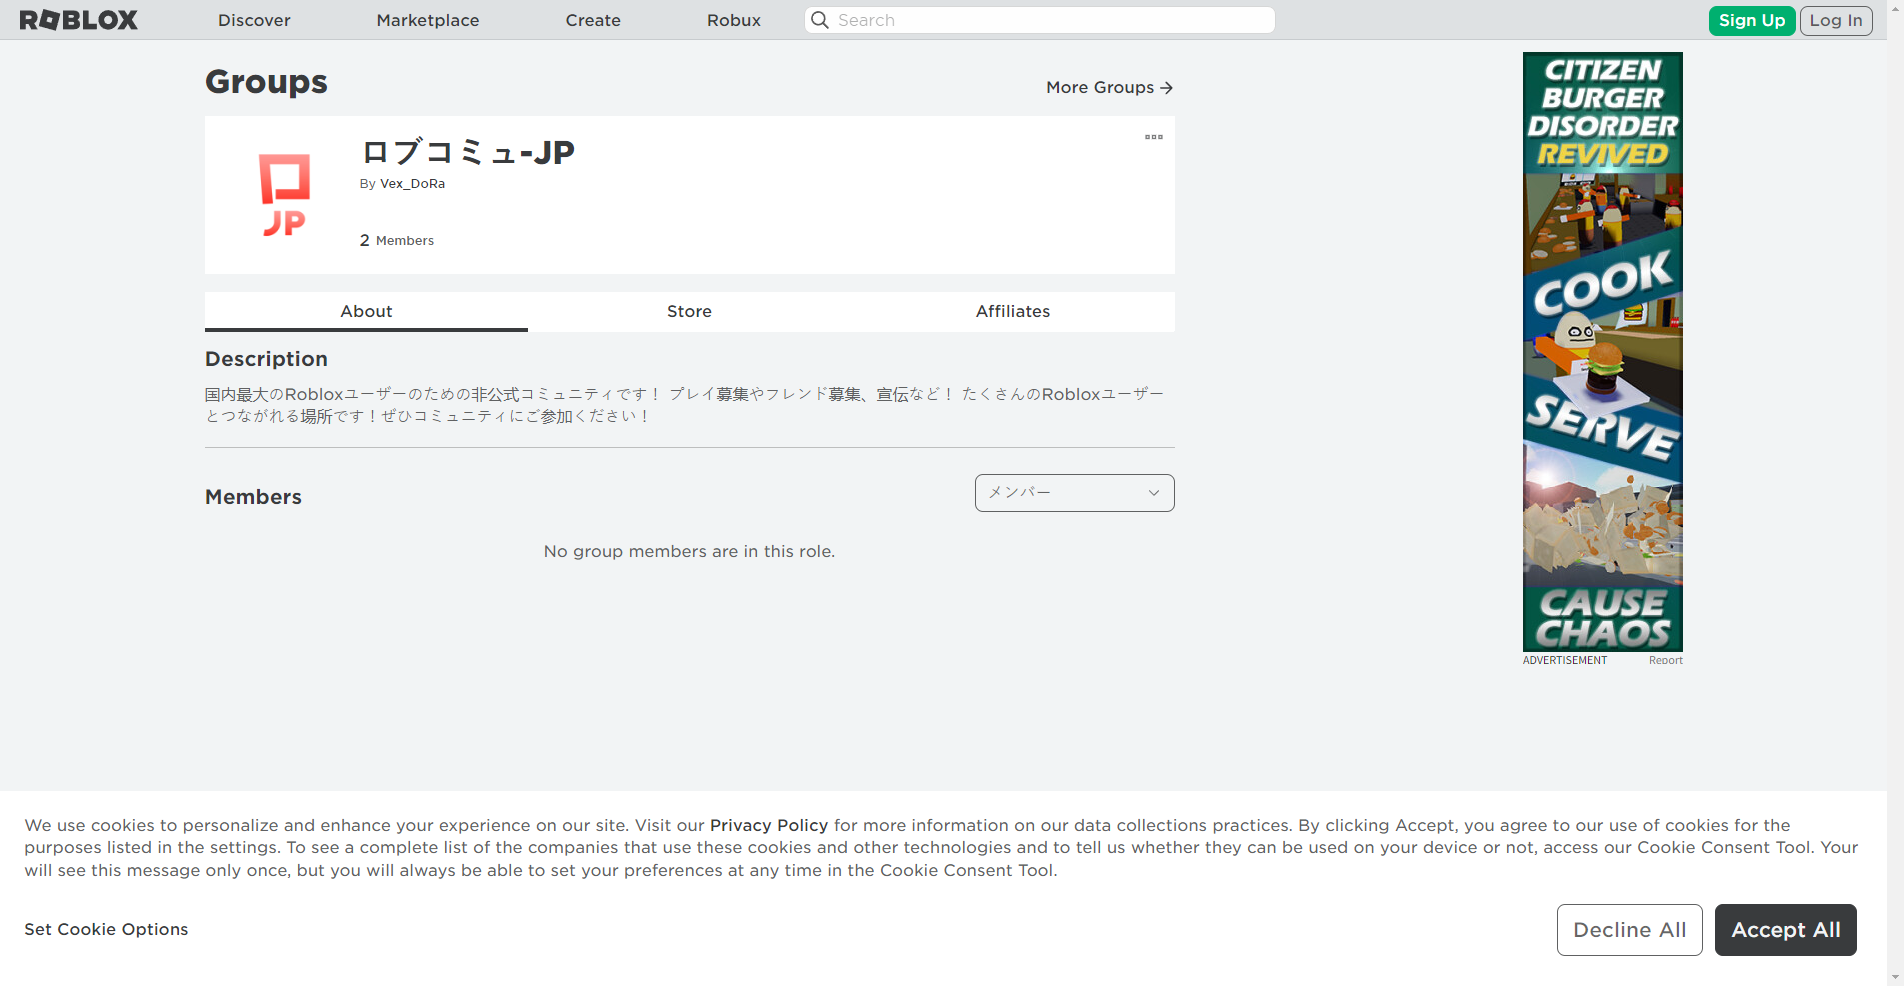 ROBLOX
Discover
Marketplace
Create
Robux
Search
Sign Up
Log In
Groups
More Groups
ロブコミュ-JP
By Vex_DoRa
2 Members
ロ
JP
About
Store
Affiliates
Description
国内最大のRobloxユーザーのための非公式コミュニティです！ プレイ募集やフレンド募集、宣伝など！ たくさんのRobloxユーザー
とつながれる場所です！ぜひコミュニティにご参加ください！
Members
メンバー
No group members are in this role.
CITIZEN
BURGER
DISORDER
REVIVED
COOK
SERVE
CAUSE
CHAOS
ADVERTISEMENT
Report
We use cookies to personalize and enhance your experience on our site. Visit our Privacy Policy for more information on our data collections practices. By clicking Accept, you agree to our use of cookies for the
purposes listed in the settings. To see a complete list of the companies that use these cookies and other technologies and to tell us whether they can be used on your device or not, access our Cookie Consent Tool. Your
will see this message only once, but you will always be able to set your preferences at any time in the Cookie Consent Tool.
Set Cookie Options
Decline All
Accept All